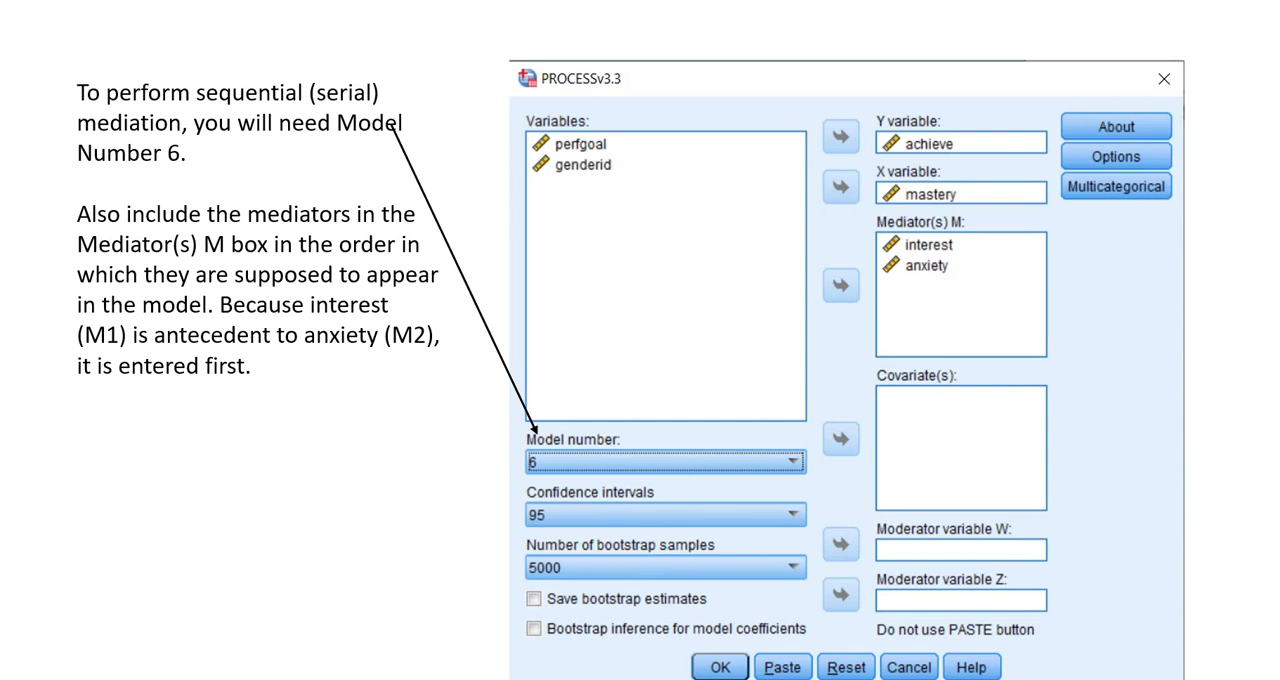 To perform sequential (serial)
mediation, you will need Model
Number 6.
Also include the mediators in the
Mediator(s) M box in the order in
which they are supposed to appear
in the model. Because interest
(M1) is antecedent to anxiety (M2),
it is entered first.
PROCESSv3.3
Variables:
perfgoal
genderid
Model number:
6
Confidence intervals
95
Number of bootstrap samples
5000
Save bootstrap estimates
Bootstrap inference for model coefficients
Y variable:
achieve
X variable:
mastery
Mediator(s) M:
interest
anxiety
Covariate(s):
Moderator variable W:
Moderator variable Z:
Do not use PASTE button
About
Options
Multicategorical
OK Paste Reset Cancel Help